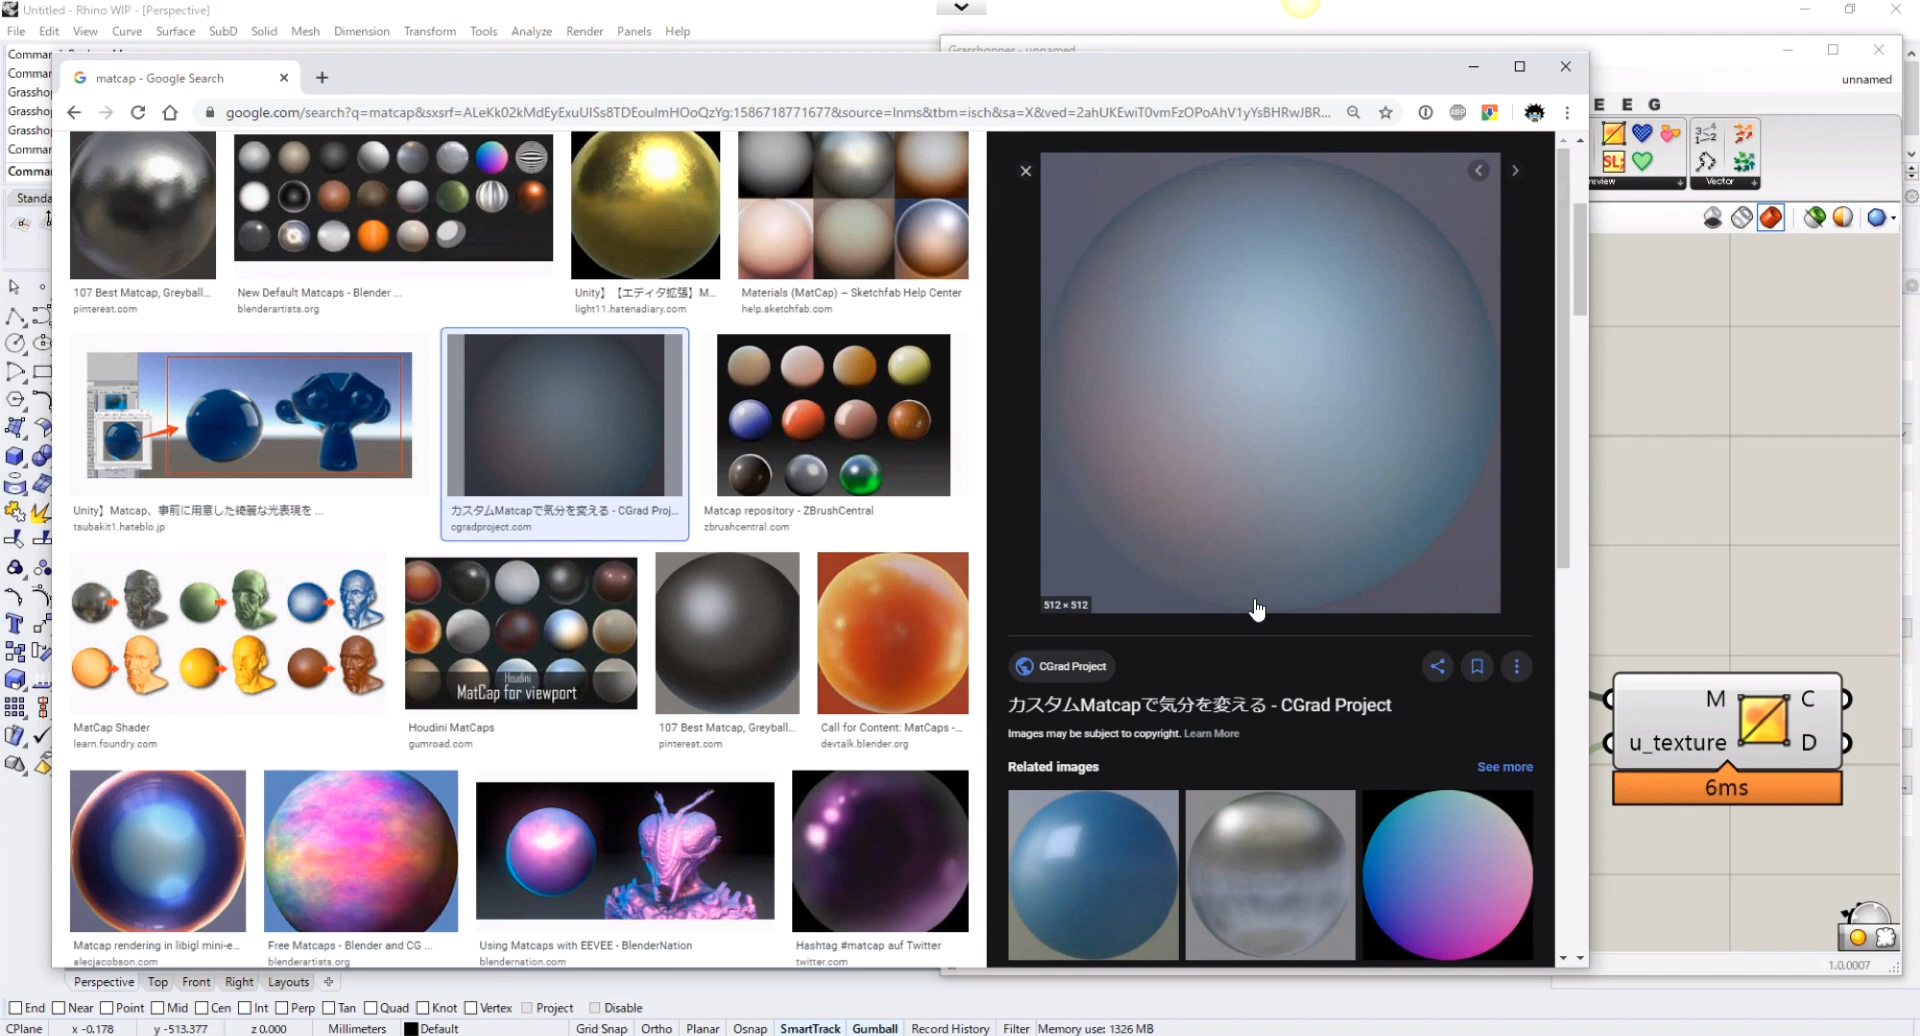 Untitled - Rhino WIP - [Perspective]
File Edit View Curve Surface SubD Solid Mesh Dimension Transform Tools Analyze Render Panels Help
Grasshopper - unnamed
matcap - Google Search
unnamed
google.com/search?q=matcap&sxsrf=ALeKk02kMdEyExuUISs8TDEoulmHOoQzYg:1586718771677&source=lnms&tbm=isch&sa=X&ved=2ahUKEwiT0vmFzOPoAhV1yYsBHRwJBR...
E E G
Standa
Vector
107 Best Matcap, Greyball...
pinterest.com
New Default Matcaps - Blender ...
blenderartists.org
Unity】【エディタ拡張】M...
light11.hatenadiary.com
Materials (MatCap) – Sketchfab Help Center
help.sketchfab.com
Unity】Matcap、事前に用意した綺麗な光表現を ...
tsubakit1.hateblo.jp
カスタムMatcapで気分を変える - CGrad Proj...
cgradproject.com
Matcap repository - ZBrushCentral
zbrushcentral.com
512 × 512
CGrad Project
カスタムMatcapで気分を変える - CGrad Project
Images may be subject to copyright. Learn More
Related images
See more
Houdini
MatCap for viewport
MatCap Shader
learn.foundry.com
Houdini MatCaps
gumroad.com
107 Best Matcap, Greyball...
pinterest.com
Call for Content: MatCaps -...
devtalk.blender.org
M C
u_texture D
6ms
Matcap rendering in libigl mini-e...
alecjacobson.com
Free Matcaps - Blender and CG ...
blenderartists.org
Using Matcaps with EEVEE - BlenderNation
blendernation.com
Hashtag #matcap auf Twitter
twitter.com
1.0.0007
Perspective Top Front Right Layouts
End Near Point Mid Cen Int Perp Tan Quad Knot Vertex Project Disable
CPlane x -0.178 y -513.377 z 0.000 Millimeters Default Grid Snap Ortho Planar Osnap SmartTrack Gumball Record History Filter Memory use: 1326 MB